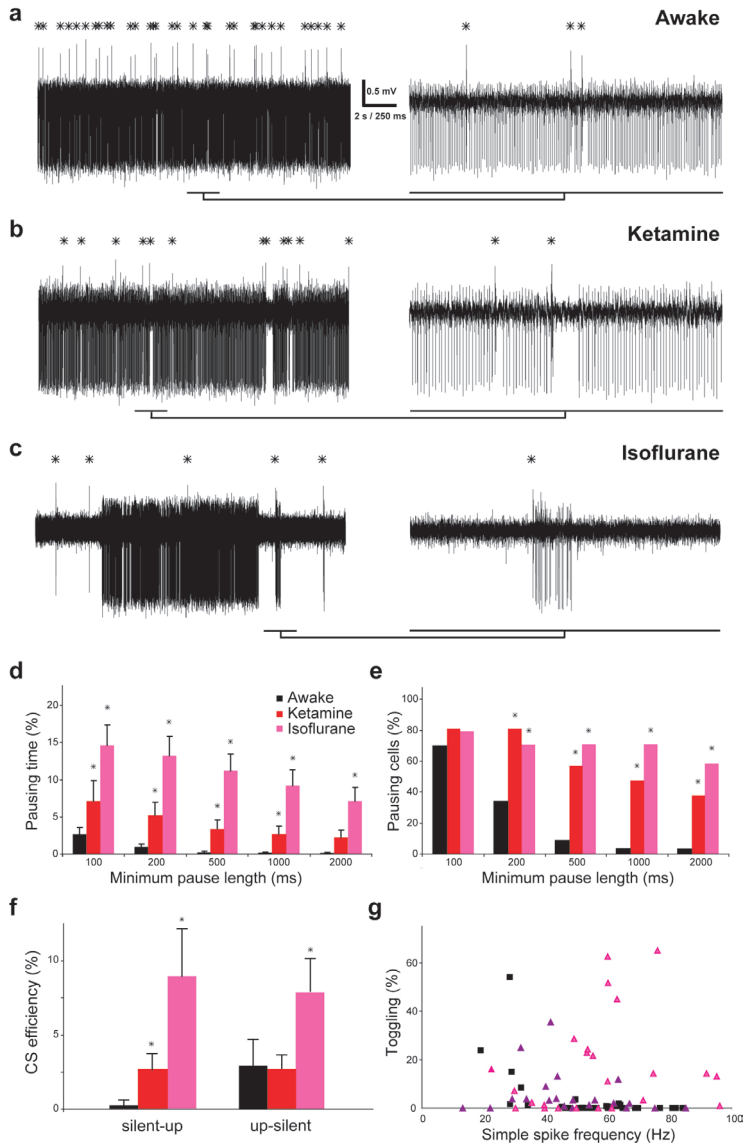 a
Awake
0.5 mV
2 s / 250 ms
b
Ketamine
c
Isoflurane
d
Pausing time (%)
20
15
10
5
0
100 200 500 1000 2000
Minimum pause length (ms)
Awake
Ketamine
Isoflurane
e
Pausing cells (%)
100
80
60
40
20
0
100 200 500 1000 2000
Minimum pause length (ms)
f
CS efficiency (%)
10
5
0
silent-up up-silent
g
Toggling (%)
60
40
20
0
0 20 40 60 80 100
Simple spike frequency (Hz)